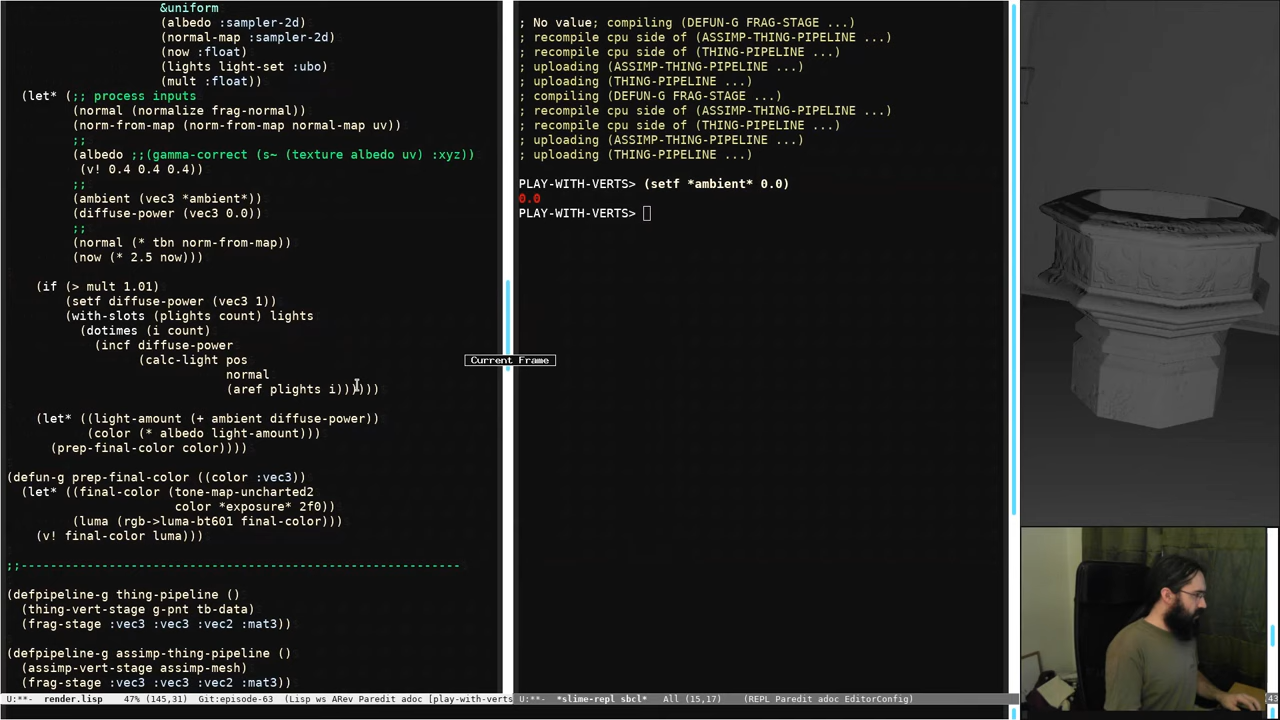 &uniform
(albedo :sampler-2d)
(normal-map :sampler-2d)
(now :float)
(lights light-set :ubo)
(mult :float))
(let* (;; process inputs
(normal (normalize frag-normal))
(norm-from-map (norm-from-map normal-map uv))
;;
(albedo ;;(gamma-correct (s~ (texture albedo uv) :xyz))
(v! 0.4 0.4 0.4))
;;
(ambient (vec3 *ambient*))
(diffuse-power (vec3 0.0))
;;
(normal (* tbn norm-from-map))
(now (* 2.5 now)))
(if (> mult 1.01)
(setf diffuse-power (vec3 1))
(with-slots (plights count) lights
(dotimes (i count)
(incf diffuse-power
(calc-light pos
normal
(aref plights i))))))
(let* ((light-amount (+ ambient diffuse-power))
(color (* albedo light-amount)))
(prep-final-color color))))
(defun-g prep-final-color ((color :vec3))
(let* ((final-color (tone-map-uncharted2
color *exposure* 2f0))
(luma (rgb->luma-bt601 final-color)))
(v! final-color luma)))
;;------------------------------------------------------------
(defpipeline-g thing-pipeline ()
(thing-vert-stage g-pnt tb-data)
(frag-stage :vec3 :vec3 :vec2 :mat3))
(defpipeline-g assimp-thing-pipeline ()
(assimp-vert-stage assimp-mesh)
(frag-stage :vec3 :vec3 :vec2 :mat3))
U:**- render.lisp 47% (145,31) Git:episode-63 (Lisp ws ARev Paredit adoc [play-with-verts
; No value; compiling (DEFUN-G FRAG-STAGE ...)
; recompile cpu side of (ASSIMP-THING-PIPELINE ...)
; recompile cpu side of (THING-PIPELINE ...)
; uploading (ASSIMP-THING-PIPELINE ...)
; uploading (THING-PIPELINE ...)
; compiling (DEFUN-G FRAG-STAGE ...)
; recompile cpu side of (ASSIMP-THING-PIPELINE ...)
; recompile cpu side of (THING-PIPELINE ...)
; uploading (ASSIMP-THING-PIPELINE ...)
; uploading (THING-PIPELINE ...)
PLAY-WITH-VERTS> (setf *ambient* 0.0)
0.0
PLAY-WITH-VERTS>
Current Frame
U:**- *slime-repl sbcl* All (15,17) (REPL Paredit adoc EditorConfig)